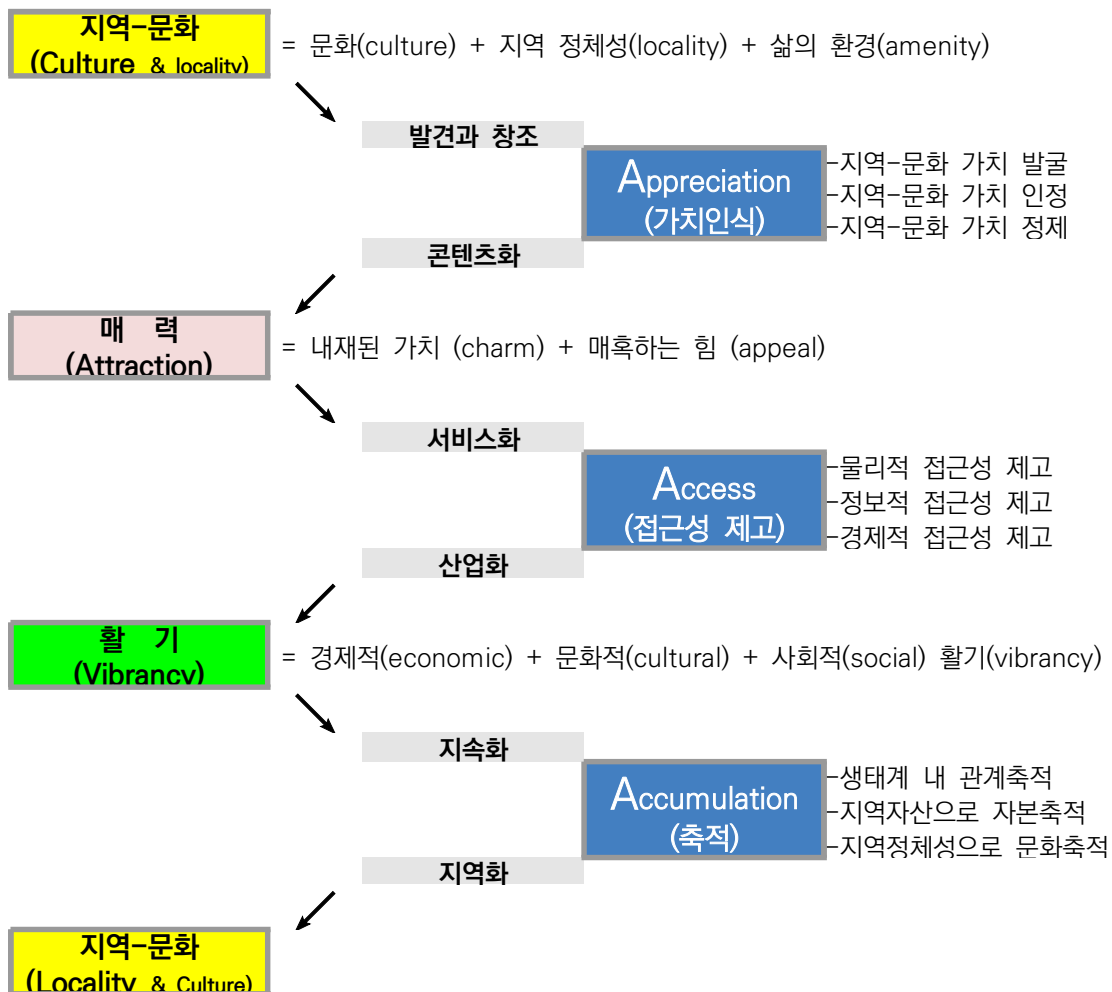 지역-문화
(Culture & locality)
= 문화(culture) + 지역 정체성(locality) + 삶의 환경(amenity)
발견과 창조
Appreciation
(가치인식)
-지역-문화 가치 발굴
-지역-문화 가치 인정
-지역-문화 가치 정제
콘텐츠화
매 력
(Attraction)
= 내재된 가치 (charm) + 매혹하는 힘 (appeal)
서비스화
Access
(접근성 제고)
-물리적 접근성 제고
-정보적 접근성 제고
-경제적 접근성 제고
산업화
활 기
(Vibrancy)
= 경제적(economic) + 문화적(cultural) + 사회적(social) 활기(vibrancy)
지속화
Accumulation
(축적)
-생태계 내 관계축적
-지역자산으로 자본축적
-지역정체성으로 문화축적
지역화
지역-문화
(Locality & Culture)